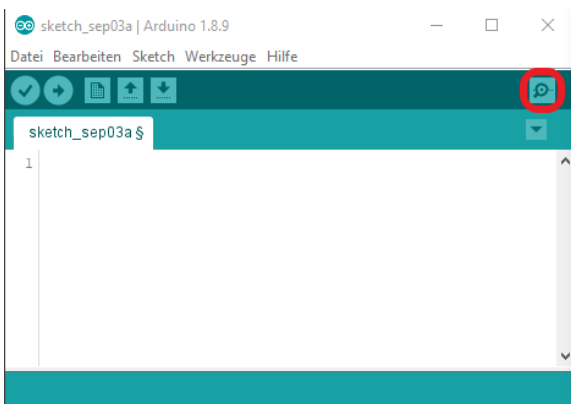 sketch_sep03a | Arduino 1.8.9
Datei Bearbeiten Sketch Werkzeuge Hilfe
sketch_sep03a §
1